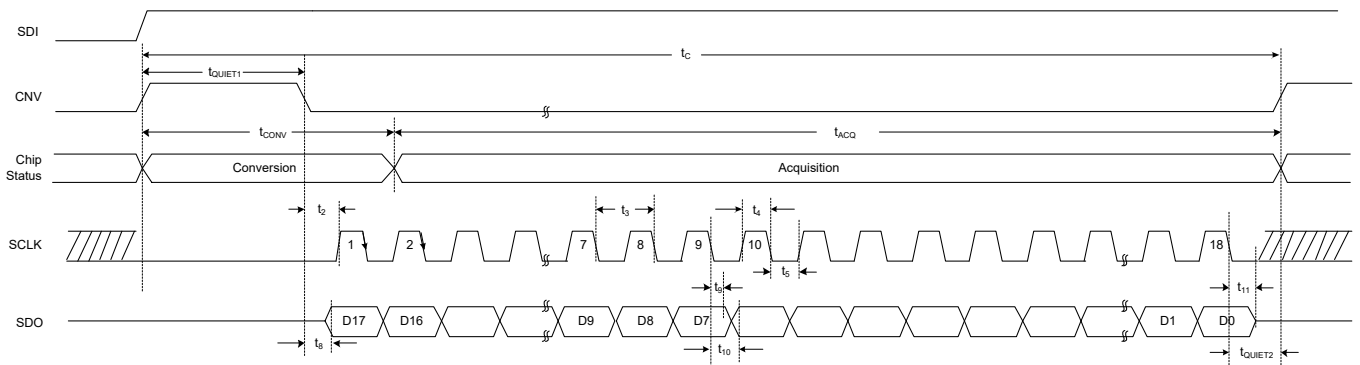 SDI
t_C
t_QUIET1
CNV
t_CONV
t_ACQ
Chip
Status
Conversion
Acquisition
t_2
t_3
t_4
SCLK
1
2
7
8
9
10
18
t_5
t_9
t_11
SDO
D17
D16
D9
D8
D7
D1
D0
t_8
t_10
t_QUIET2